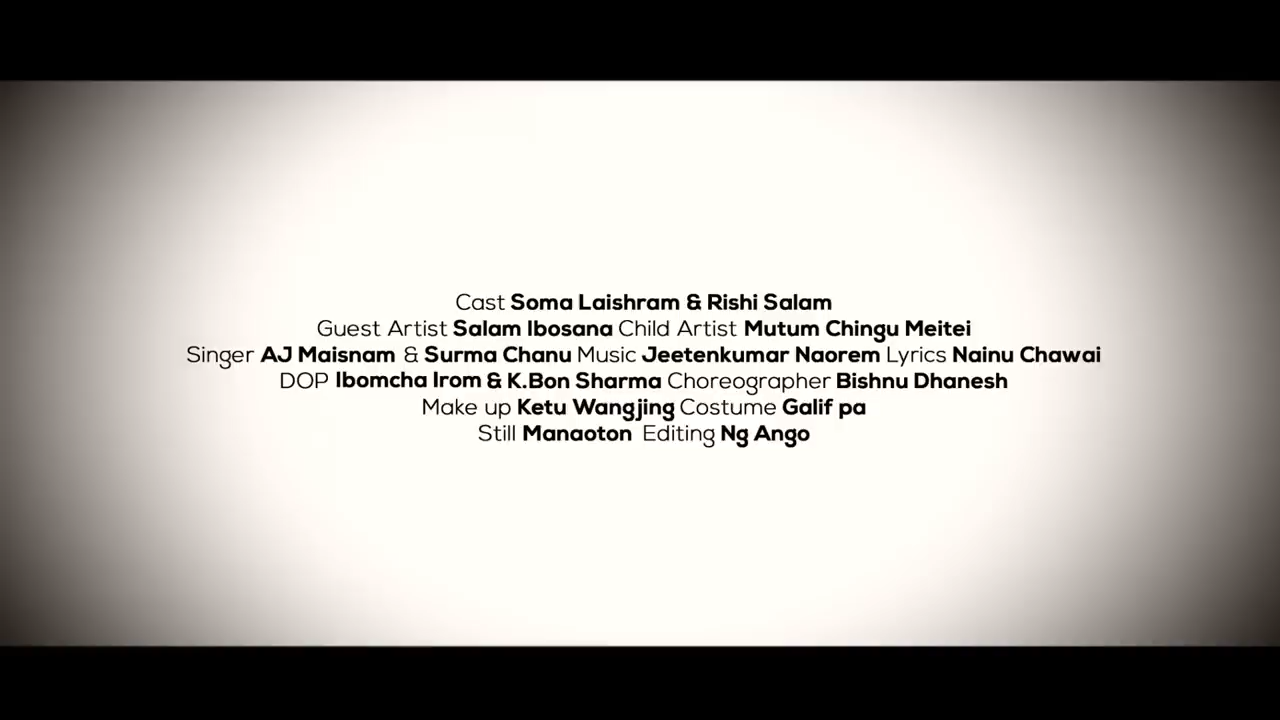 Cast Soma Laishram & Rishi Salam
Guest Artist Salam Ibosana Child Artist Mutum Chingu Meitei
Singer AJ Maisnam & Surma Chanu Music Jeetenkumar Naorem Lyrics Nainu Chawai
DOP Ibomcha Irom & K.Bon Sharma Choreographer Bishnu Dhanesh
Make up Ketu Wangjing Costume Galif pa
Still Manaoton Editing Ng Ango